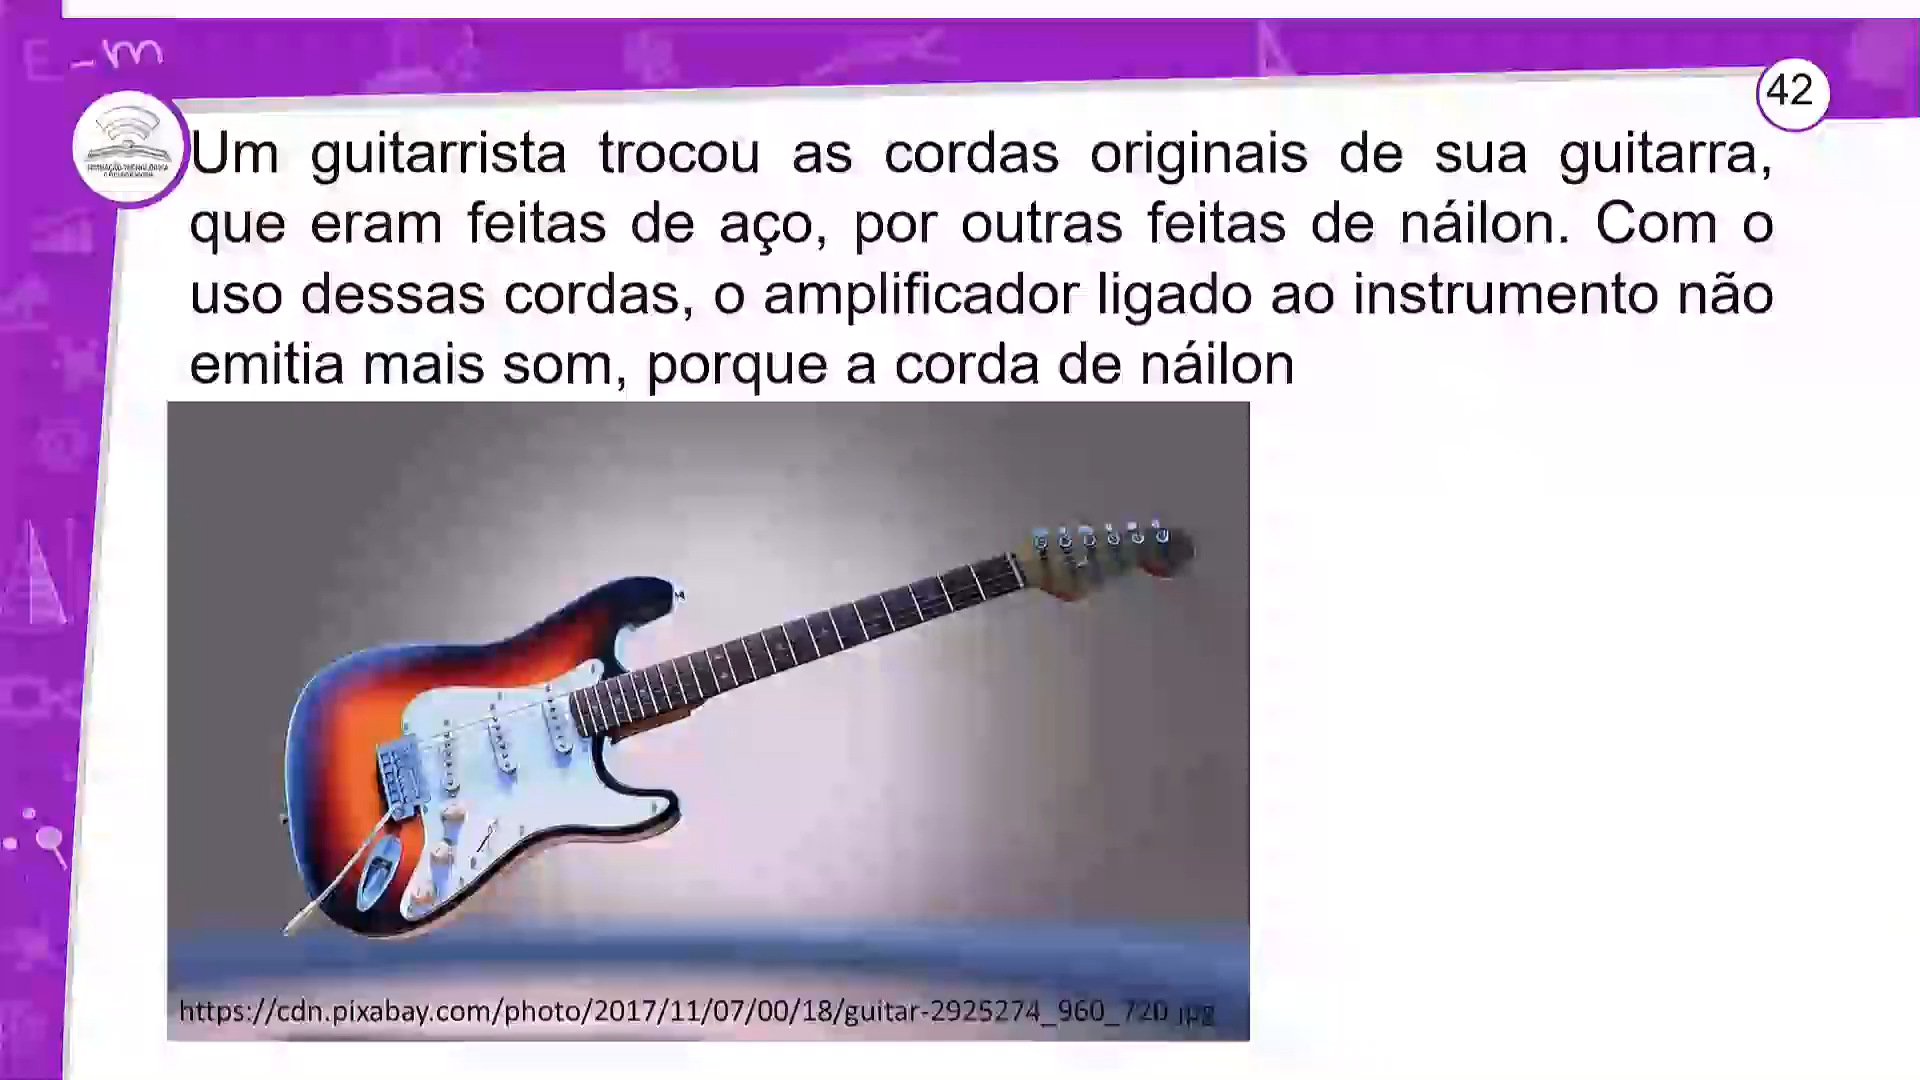 42
Um guitarrista trocou as cordas originais de sua guitarra,
que eram feitas de aço, por outras feitas de náilon. Com o
uso dessas cordas, o amplificador ligado ao instrumento não
emitia mais som, porque a corda de náilon
https://cdn.pixabay.com/photo/2017/11/07/00/18/guitar-2925274_960_720.jpg